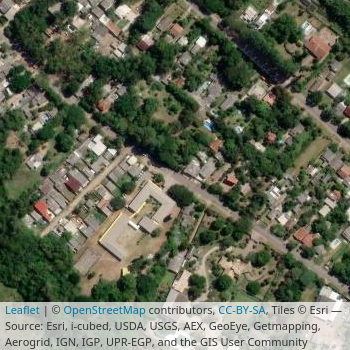 Leaflet | © OpenStreetMap contributors, CC-BY-SA, Tiles © Esri —
Source: Esri, i-cubed, USDA, USGS, AEX, GeoEye, Getmapping,
Aerogrid, IGN, IGP, UPR-EGP, and the GIS User Community